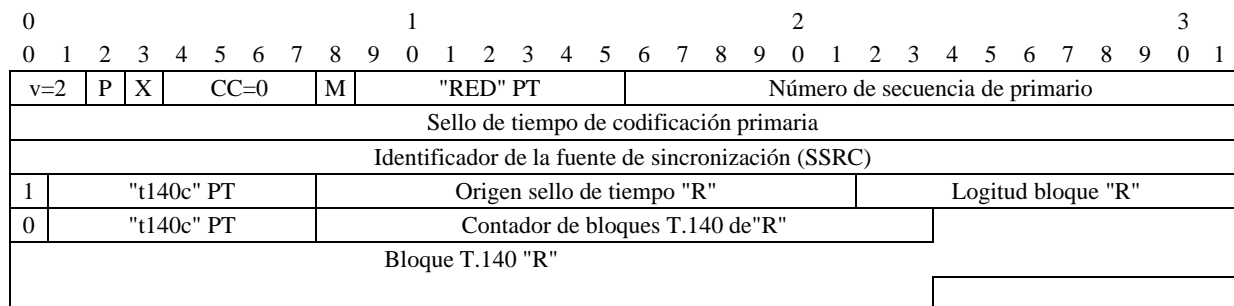 0 1 2 3
0 1 2 3 4 5 6 7 8 9 0 1 2 3 4 5 6 7 8 9 0 1 2 3 4 5 6 7 8 9 0 1
v=2 P X CC=0 M "RED" PT Número de secuencia de primario
Sello de tiempo de codificación primaria
Identificador de la fuente de sincronización (SSRC)
1 "t140c" PT Origen sello de tiempo "R" Logitud bloque "R"
0 "t140c" PT Contador de bloques T.140 de"R"
Bloque T.140 "R"